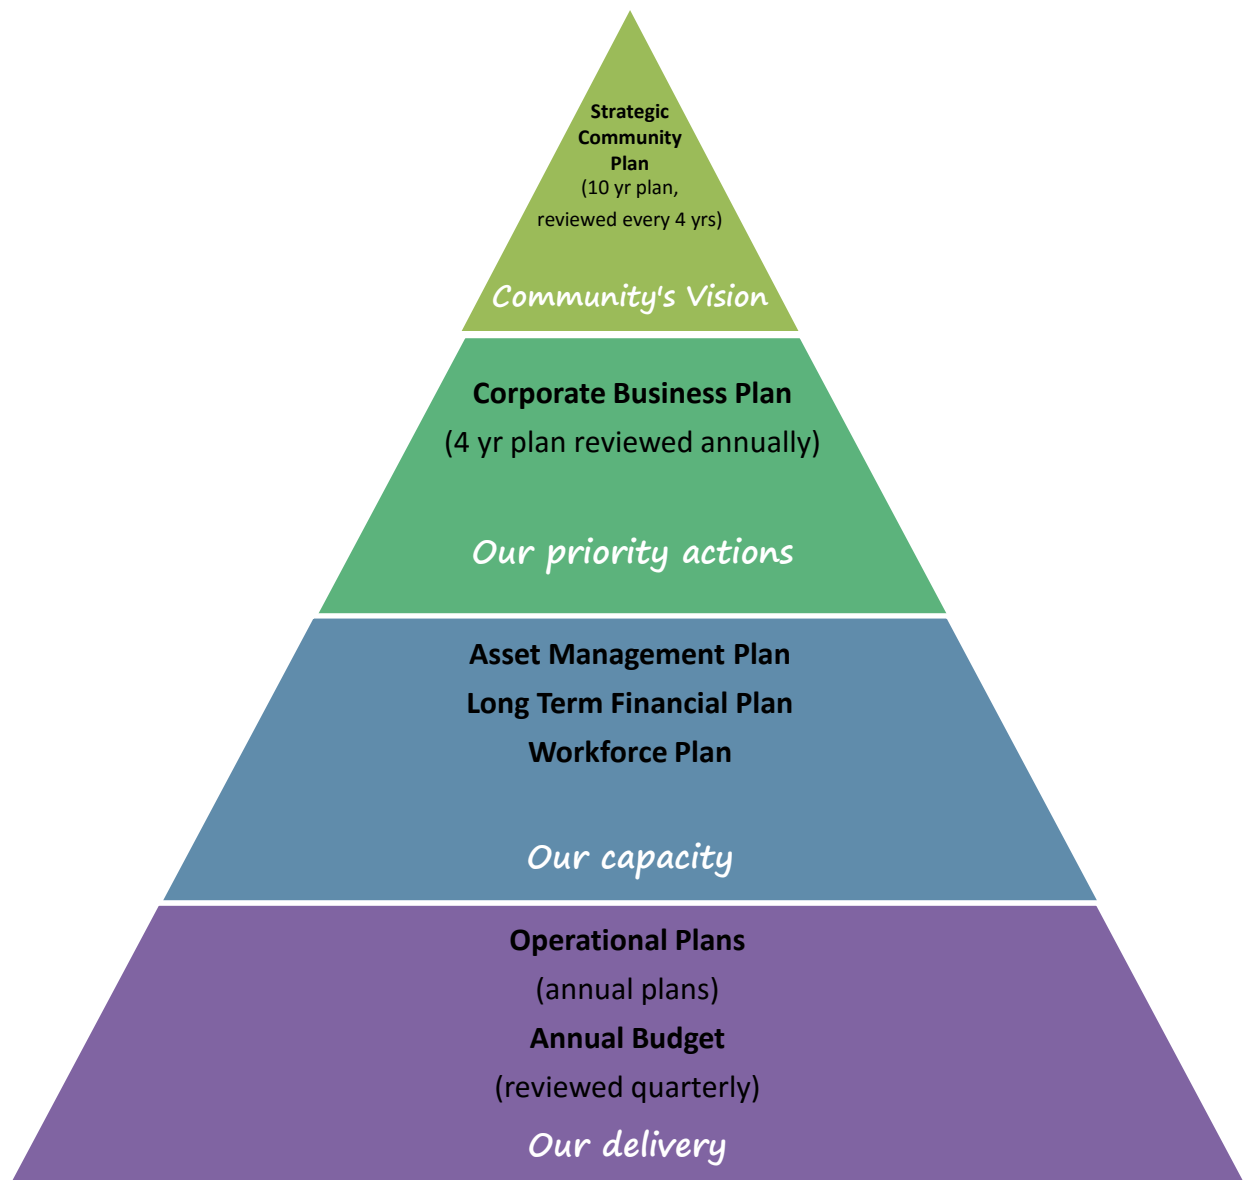 Strategic
Community
Plan
(10 yr plan,
reviewed every 4 yrs)
Community's Vision
Corporate Business Plan
(4 yr plan reviewed annually)
Our priority actions
Asset Management Plan
Long Term Financial Plan
Workforce Plan
Our capacity
Operational Plans
(annual plans)
Annual Budget
(reviewed quarterly)
Our delivery